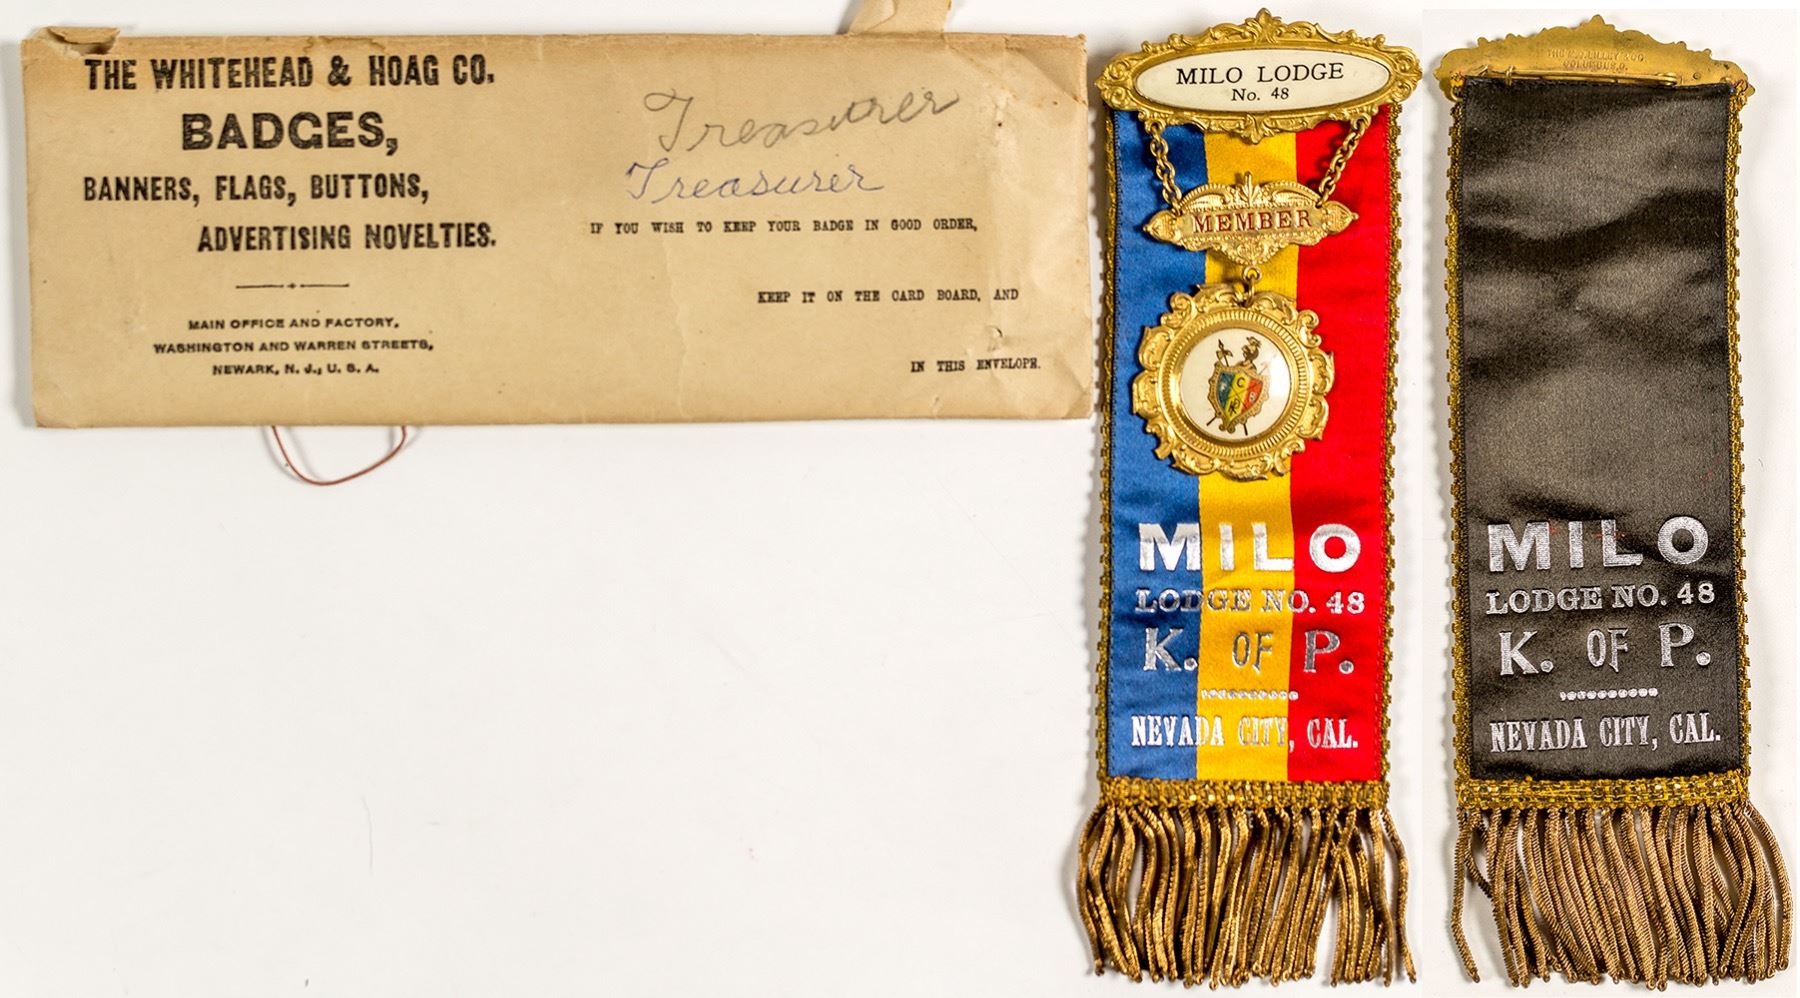 THE WHITEHEAD & HOAG CO.
BADGES,
BANNERS, FLAGS, BUTTONS,
ADVERTISING NOVELTIES.
MAIN OFFICE AND FACTORY,
WASHINGTON AND WARREN STREETS,
NEWARK, N. J., U. S. A.
Treasurer
Treasurer
IF YOU WISH TO KEEP YOUR BADGE IN GOOD ORDER,
KEEP IT ON THE CARD BOARD, AND
IN THIS ENVELOPE.
MILO LODGE
No. 48
MEMBER
MILO
LODGE NO. 48
K. OF P.
NEVADA CITY, CAL.
COLUMBUS, O.
MILO
LODGE NO. 48
K. OF P.
NEVADA CITY, CAL.